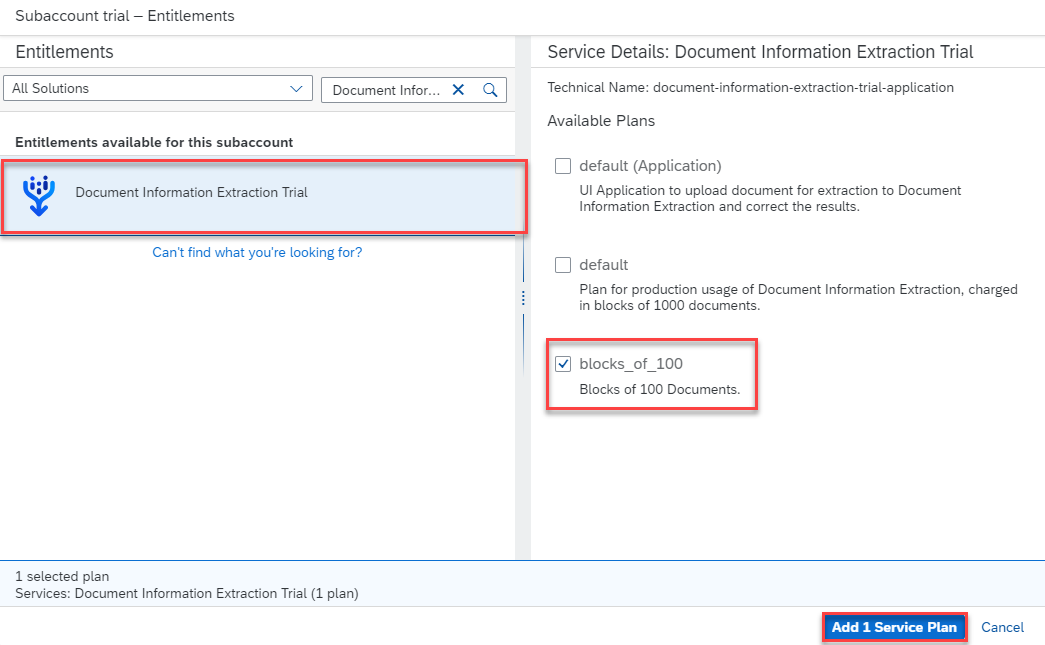 Subaccount trial – Entitlements
Entitlements
All Solutions
Document Infor...
Entitlements available for this subaccount
Document Information Extraction Trial
Can't find what you're looking for?
Service Details: Document Information Extraction Trial
Technical Name: document-information-extraction-trial-application
Available Plans
default (Application)
UI Application to upload document for extraction to Document
Information Extraction and correct the results.
default
Plan for production usage of Document Information Extraction, charged
in blocks of 1000 documents.
blocks_of_100
Blocks of 100 Documents.
1 selected plan
Services: Document Information Extraction Trial (1 plan)
Add 1 Service Plan
Cancel